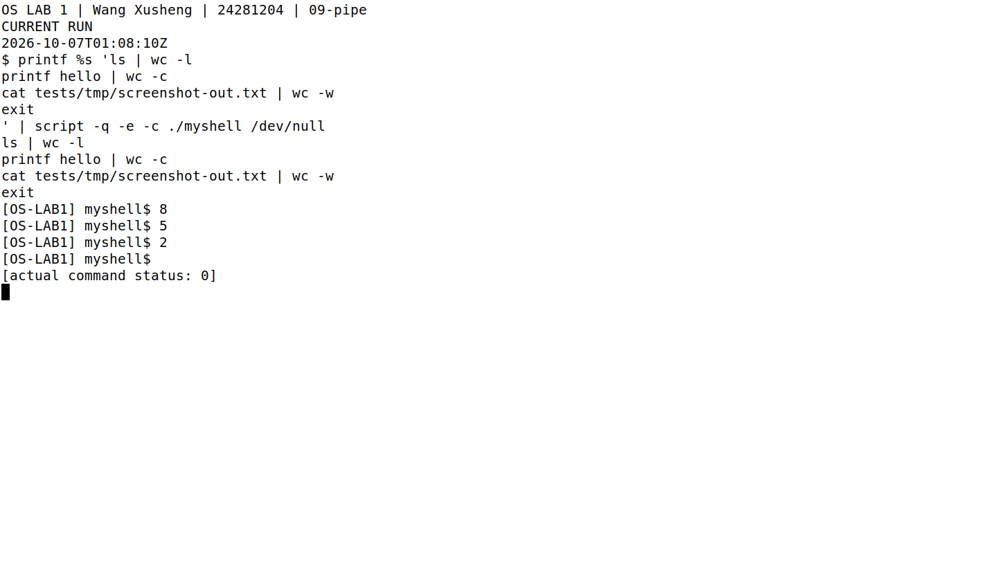 OS LAB 1 | Wang Xusheng | 24281204 | 09-pipe
CURRENT RUN
2026-10-07T01:08:10Z
$ printf %s 'ls | wc -l
printf hello | wc -c
cat tests/tmp/screenshot-out.txt | wc -w
exit
' | script -q -e -c ./myshell /dev/null
ls | wc -l
printf hello | wc -c
cat tests/tmp/screenshot-out.txt | wc -w
exit
[OS-LAB1] myshell$ 8
[OS-LAB1] myshell$ 5
[OS-LAB1] myshell$ 2
[OS-LAB1] myshell$
[actual command status: 0]